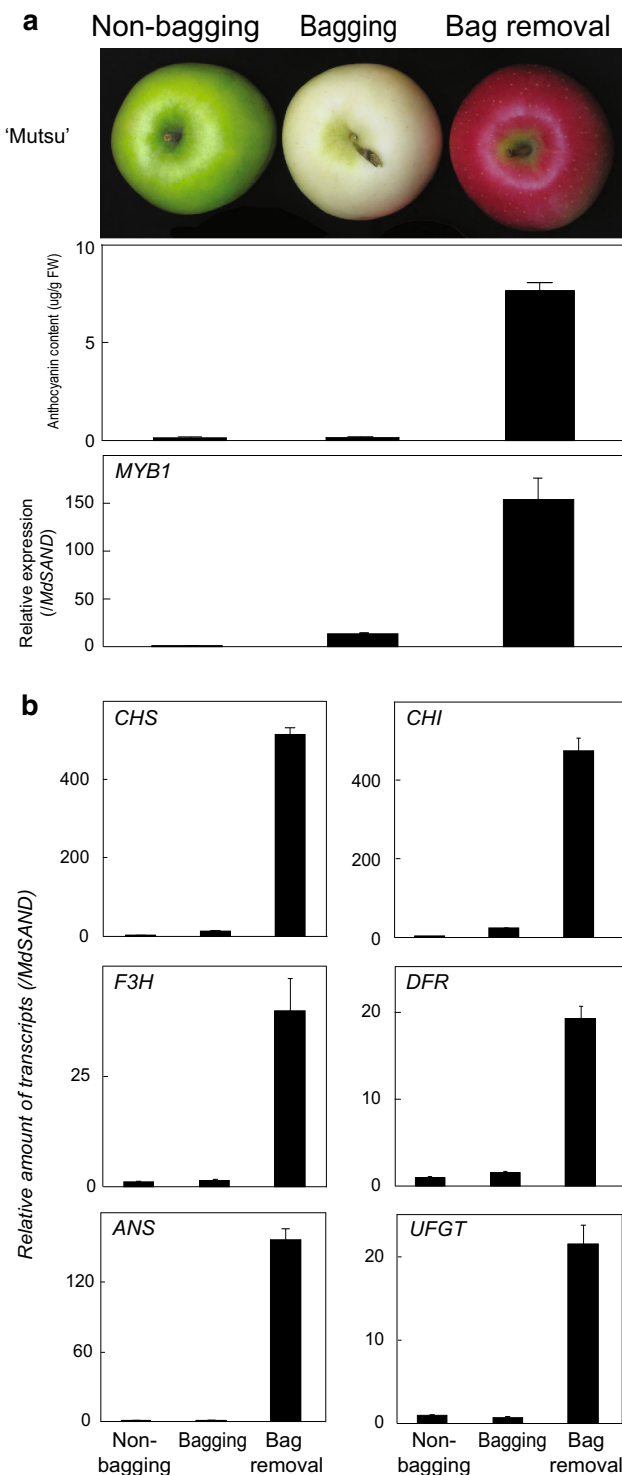 a
Non-bagging Bagging Bag removal
‘Mutsu’
Anthocyanin content (ug/g FW)
10
5
0
MYB1
Relative expression
(/MdSAND)
150
100
50
0
b
Relative amount of transcripts (/MdSAND)
CHS
400
200
0
CHI
400
200
0
F3H
25
0
DFR
20
10
0
ANS
120
60
0
UFGT
20
10
0
Non-
bagging
Bagging
Bag
removal
Non-
bagging
Bagging
Bag
removal